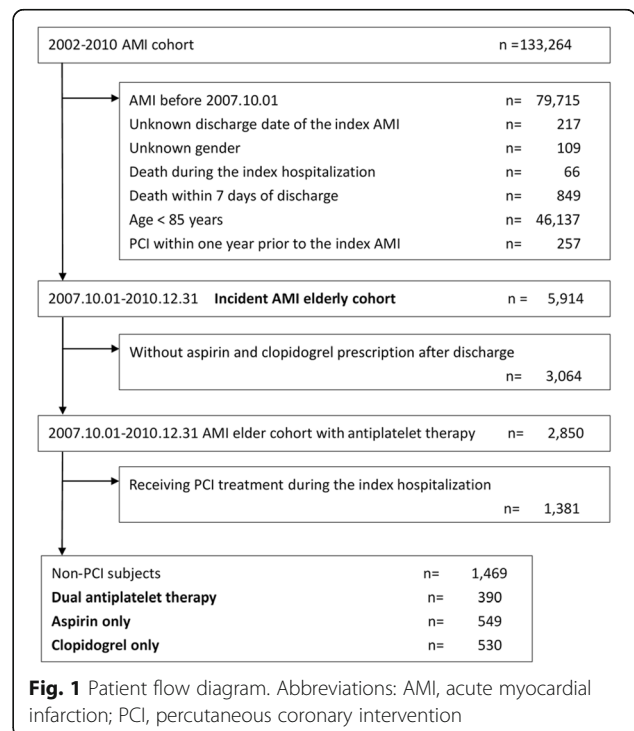 2002-2010 AMI cohort n =133,264
AMI before 2007.10.01 n= 79,715
Unknown discharge date of the index AMI n= 217
Unknown gender n= 109
Death during the index hospitalization n= 66
Death within 7 days of discharge n= 849
Age < 85 years n= 46,137
PCI within one year prior to the index AMI n= 257
2007.10.01-2010.12.31 Incident AMI elderly cohort n = 5,914
Without aspirin and clopidogrel prescription after discharge
n= 3,064
2007.10.01-2010.12.31 AMI elder cohort with antiplatelet therapy n= 2,850
Receiving PCI treatment during the index hospitalization
n= 1,381
Non-PCI subjects n= 1,469
Dual antiplatelet therapy n= 390
Aspirin only n= 549
Clopidogrel only n= 530
Fig. 1 Patient flow diagram. Abbreviations: AMI, acute myocardial
infarction; PCI, percutaneous coronary intervention